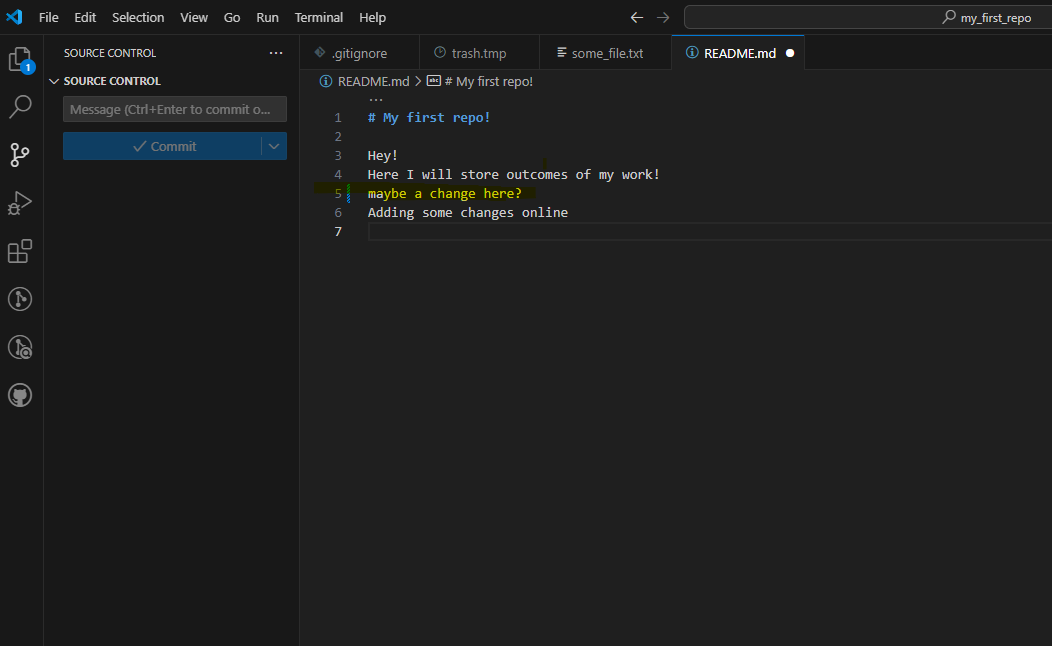 File Edit Selection View Go Run Terminal Help
my_first_repo
1
SOURCE CONTROL ...
SOURCE CONTROL
Message (Ctrl+Enter to commit o...
Commit
.gitignore trash.tmp some_file.txt README.md
README.md > # My first repo!
...
1 # My first repo!
2
3 Hey!
4 Here I will store outcomes of my work!
5 maybe a change here?
6 Adding some changes online
7